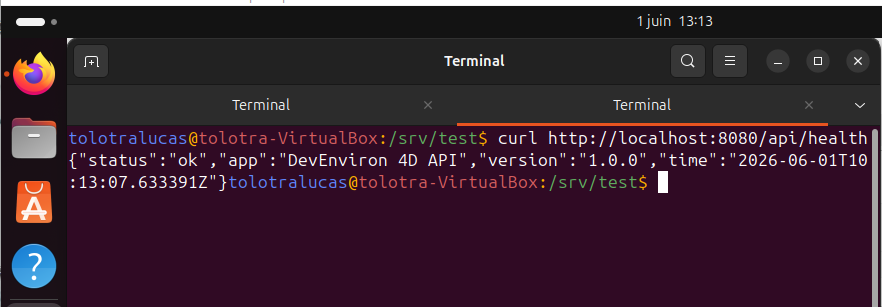 1 juin 13:13
Terminal
Terminal
Terminal
tolotralucas@tolotra-VirtualBox:/srv/test$ curl http://localhost:8080/api/health
{"status":"ok","app":"DevEnviron 4D API","version":"1.0.0","time":"2026-06-01T10
:13:07.633391Z"}tolotralucas@tolotra-VirtualBox:/srv/test$